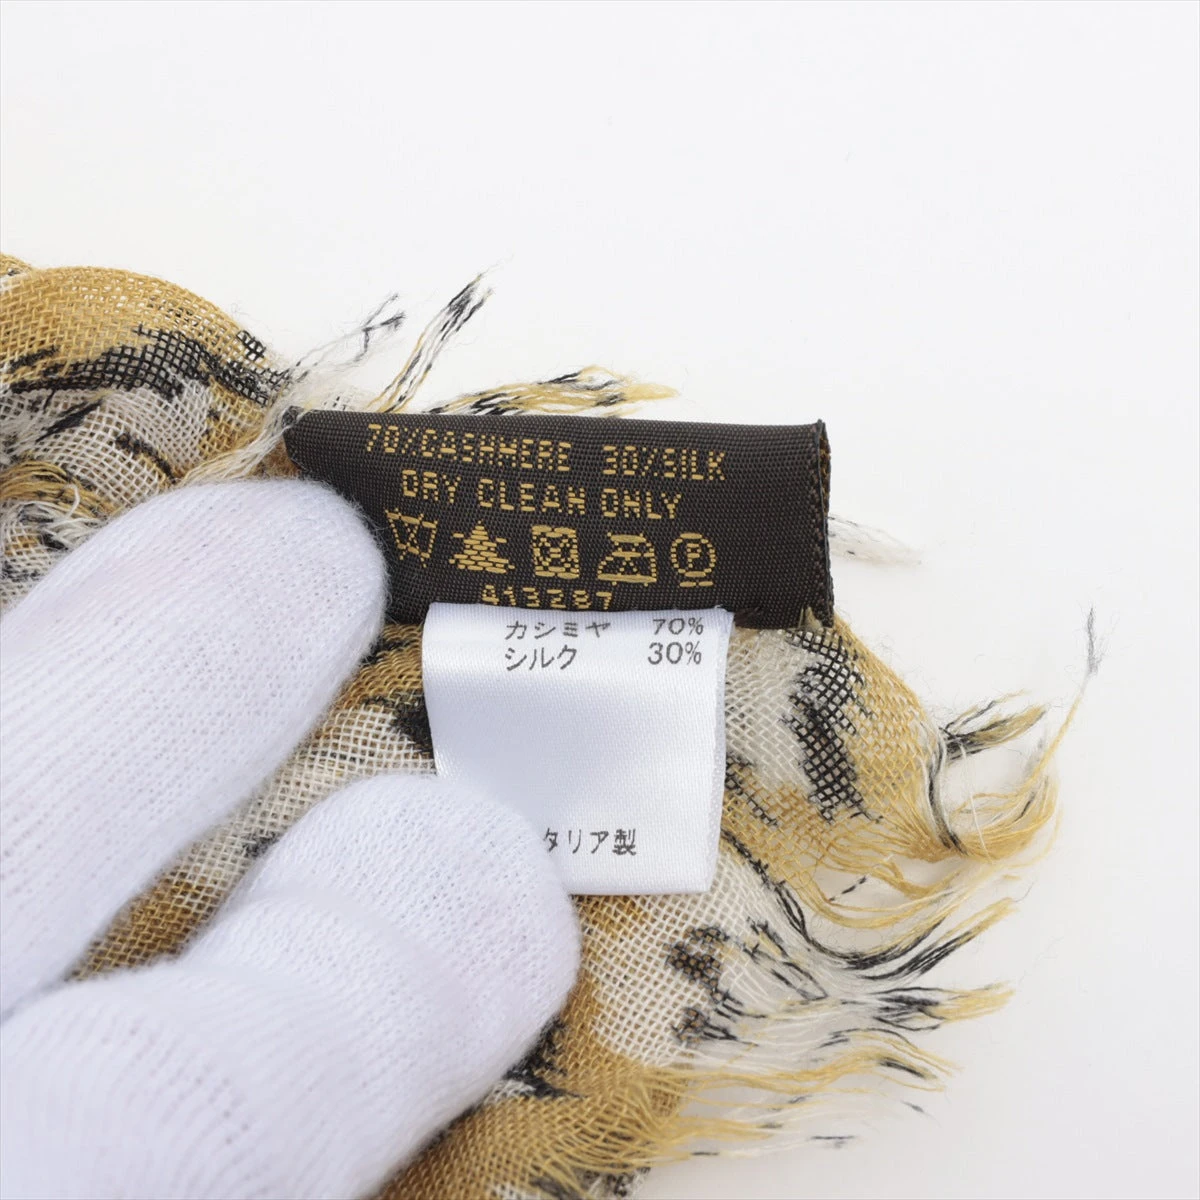 70%CASHMERE 30%SILK
DRY CLEAN ONLY
P
413287
カシミヤ 70%
シルク 30%
タリア製